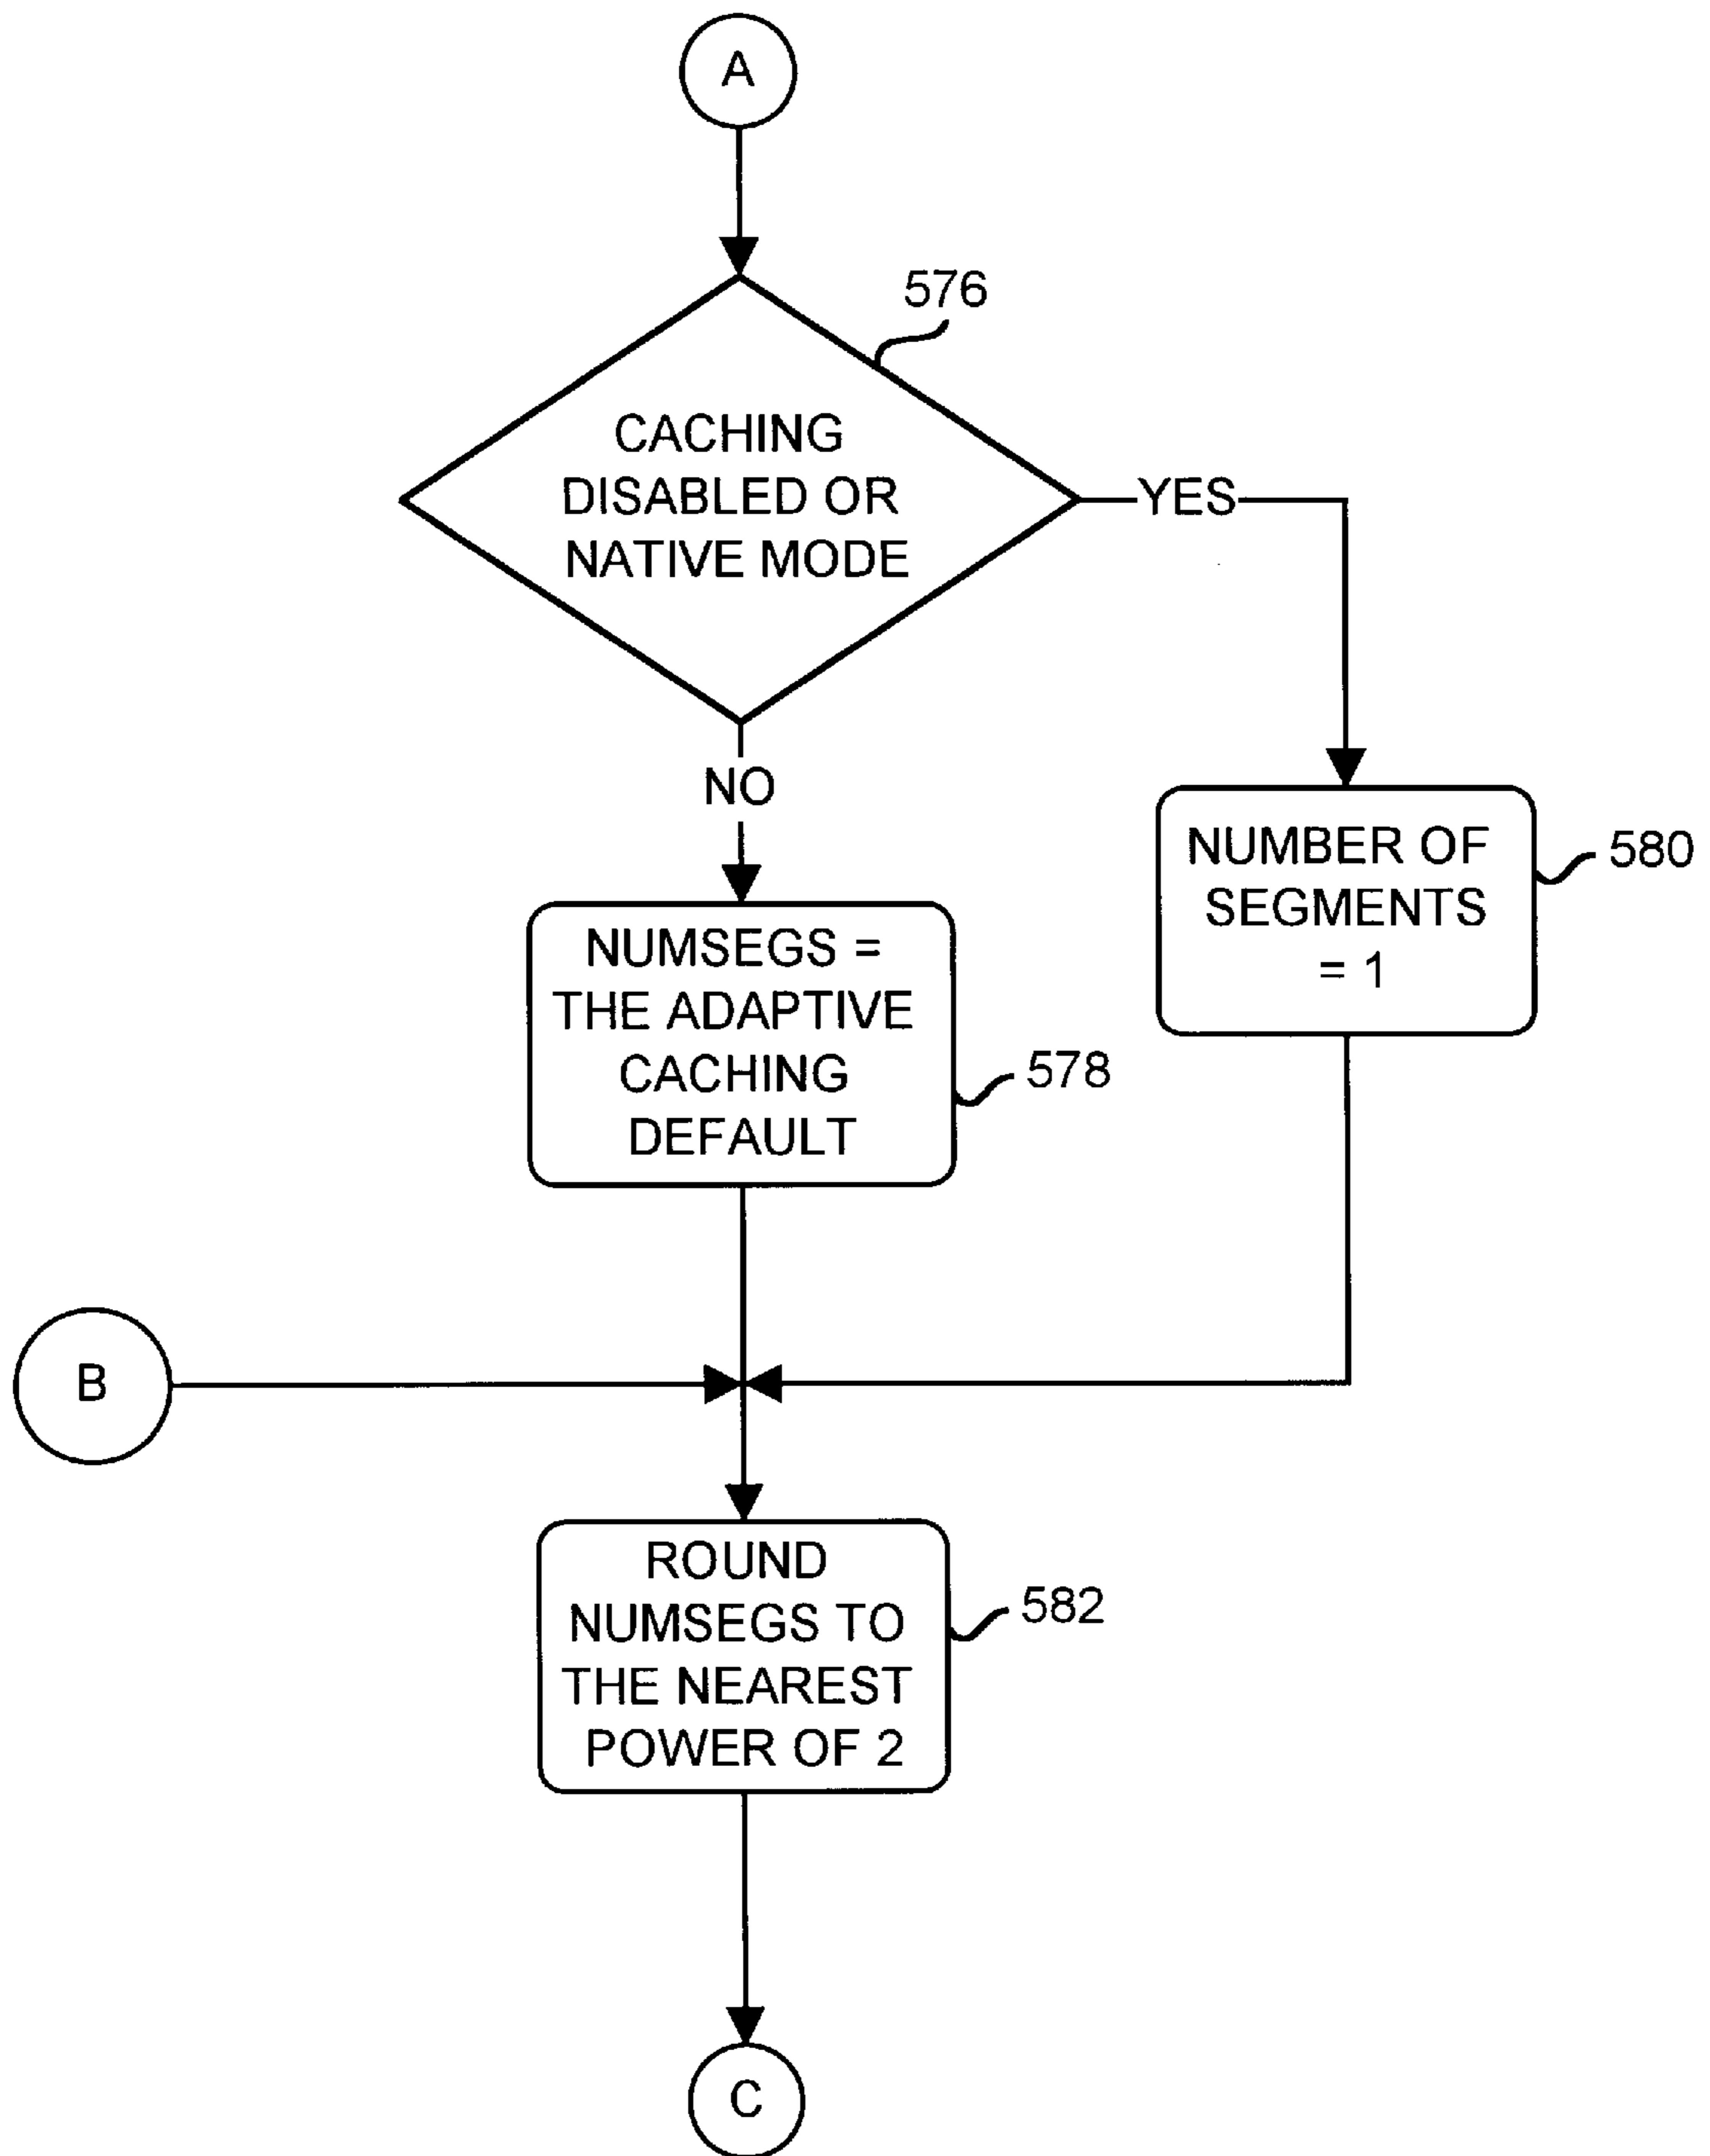 A
576
CACHING
DISABLED OR
NATIVE MODE
YES
NO
NUMBER OF
SEGMENTS
= 1
580
NUMSEGS =
THE ADAPTIVE
CACHING
DEFAULT
578
B
ROUND
NUMSEGS TO
THE NEAREST
POWER OF 2
582
C